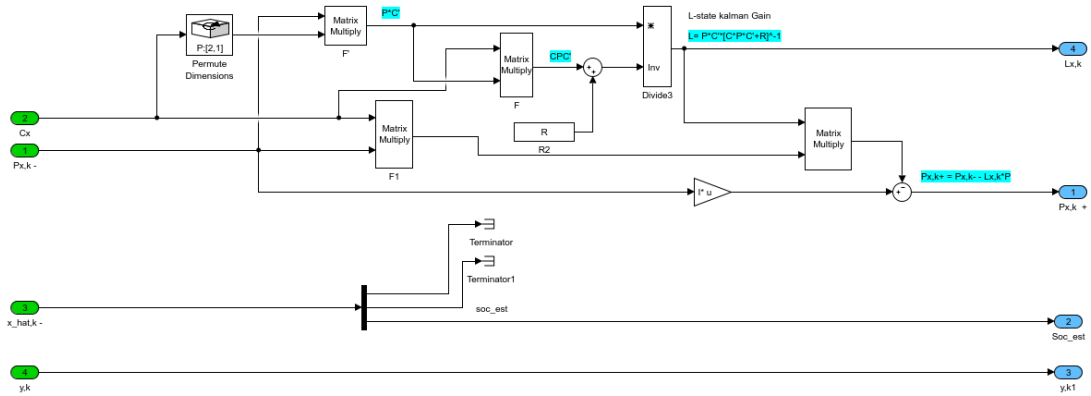 P:[2,1]
Permute
Dimensions
Matrix
Multiply
F'
P*C'
Matrix
Multiply
F
CPC'
+
+
*
Inv
Divide3
L-state kalman Gain
L= P*C'*[C*P*C'+R]^-1
4
Lx,k
2
Cx
1
Px,k -
Matrix
Multiply
F1
R
R2
Matrix
Multiply
I* u
+
-
Px,k+ = Px,k- - Lx,k*P
1
Px,k +
Terminator
Terminator1
3
x_hat,k -
soc_est
2
Soc_est
4
y,k
3
y,k1